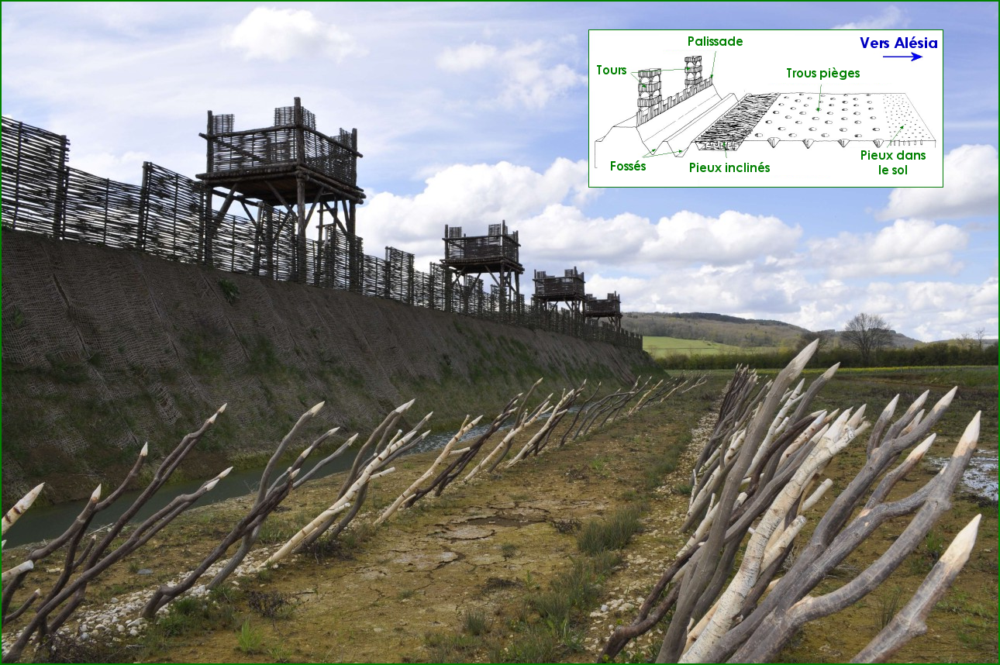 Palissade
Vers Alésia
Tours
Trous pièges
Fossés
Pieux inclinés
Pieux dans
le sol